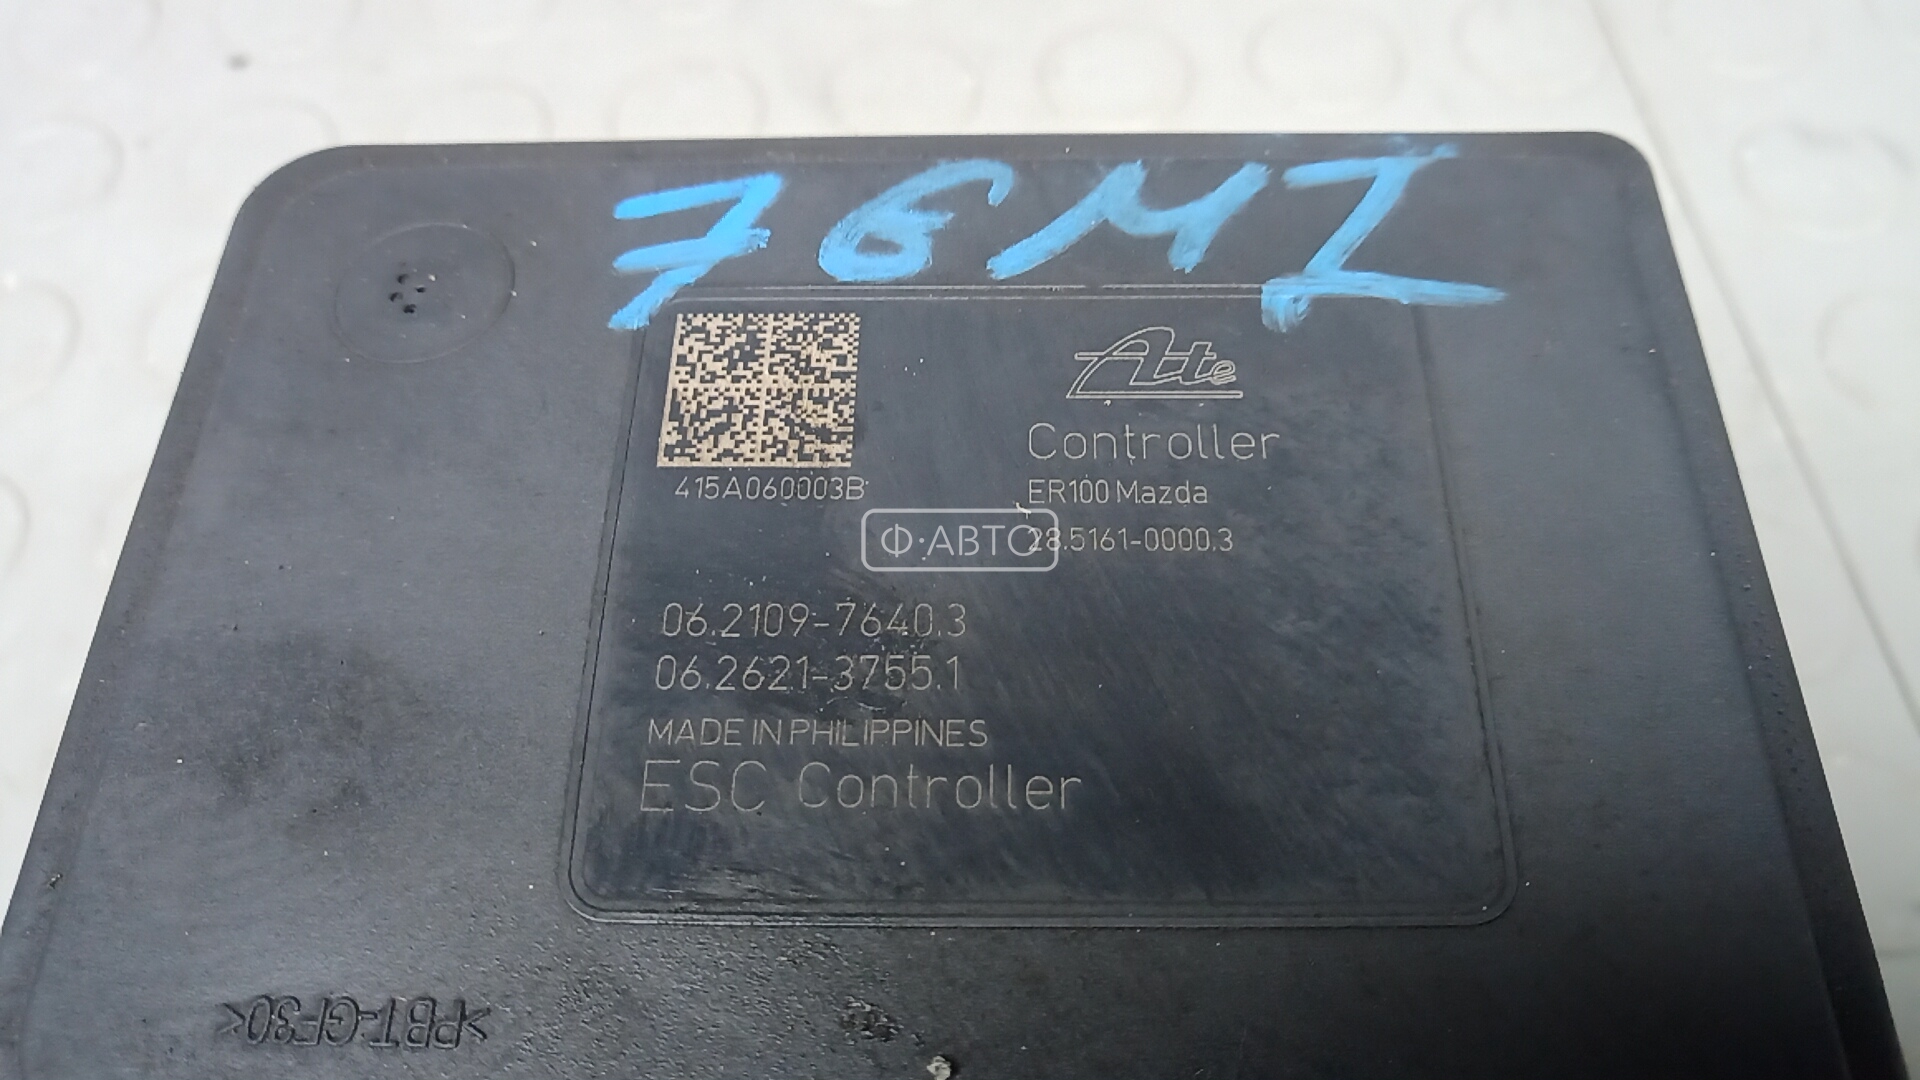 76MZ
Ate
415A060003B
Controller
ER100 Mazda
28.5161-0000.3
Ф·АВТО
06.2109-7640.3
06.2621-3755.1
MADE IN PHILIPPINES
ESC Controller
>PBT-GF30<